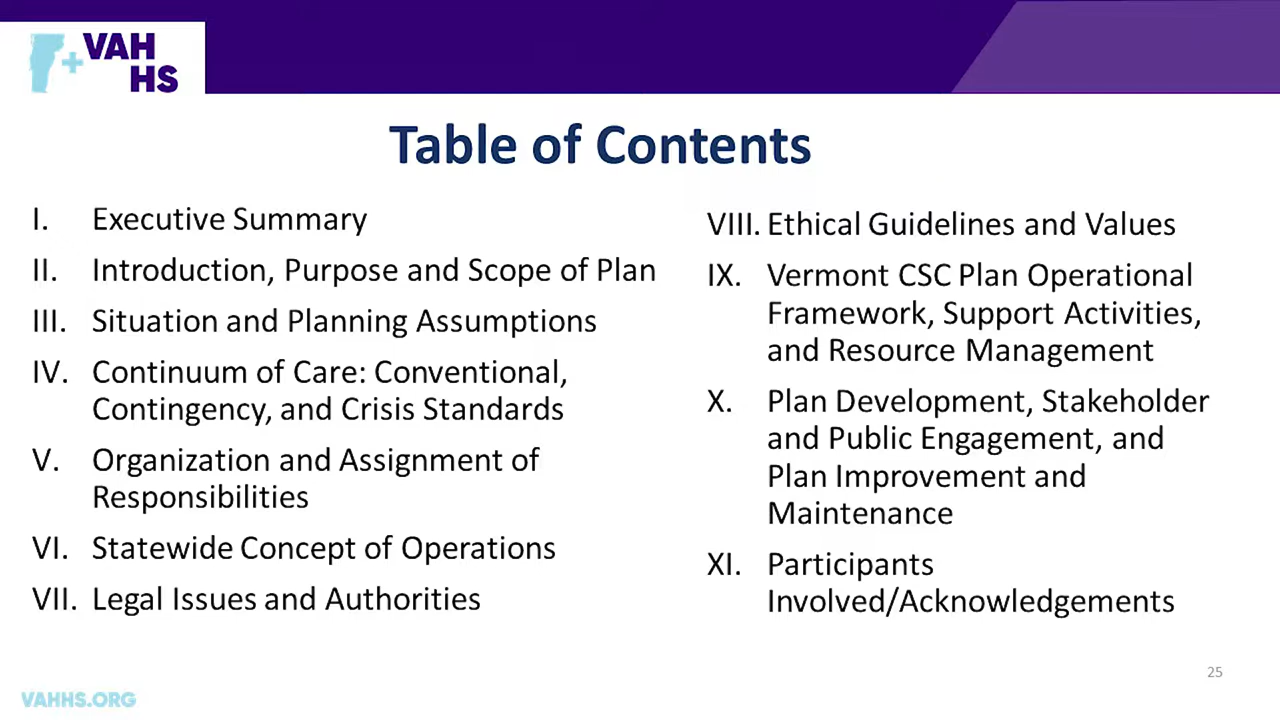 VAH
HS
Table of Contents
I. Executive Summary
II. Introduction, Purpose and Scope of Plan
III. Situation and Planning Assumptions
IV. Continuum of Care: Conventional,
Contingency, and Crisis Standards
V. Organization and Assignment of
Responsibilities
VI. Statewide Concept of Operations
VII. Legal Issues and Authorities
VIII. Ethical Guidelines and Values
IX. Vermont CSC Plan Operational
Framework, Support Activities,
and Resource Management
X. Plan Development, Stakeholder
and Public Engagement, and
Plan Improvement and
Maintenance
XI. Participants
Involved/Acknowledgements
25
VAHHS.ORG